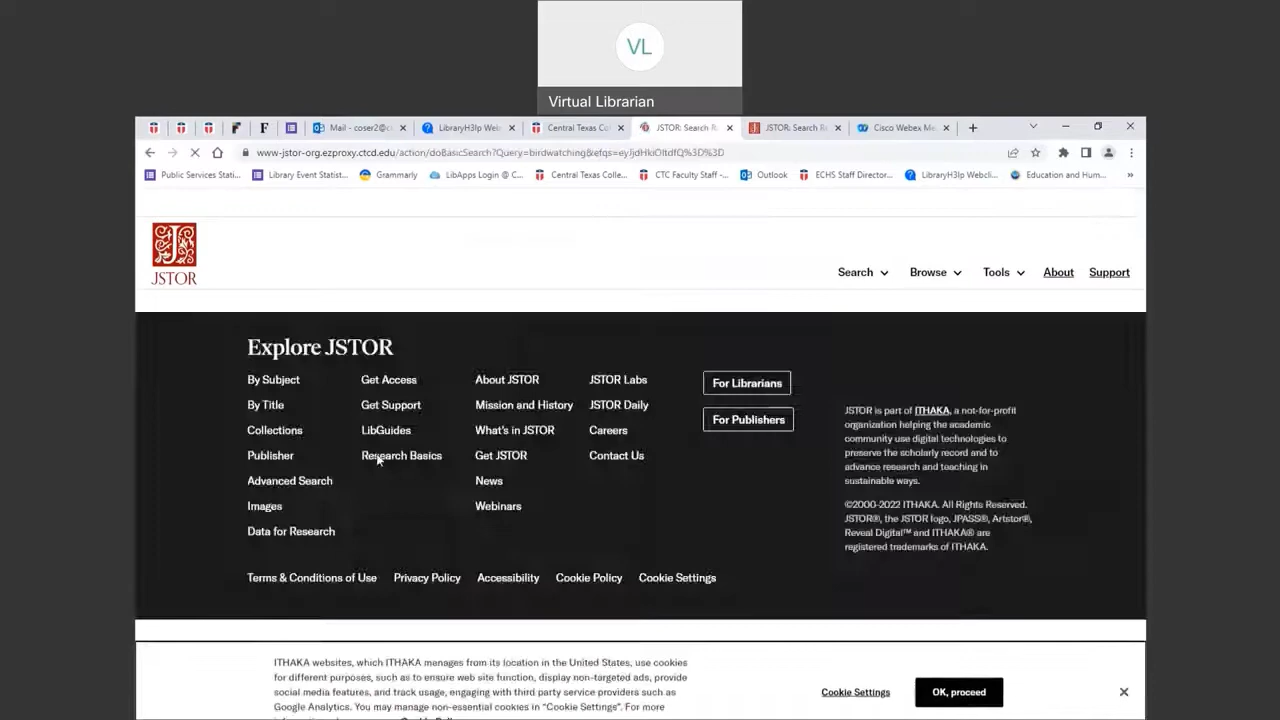 VL
Virtual Librarian
Mail - coser2@c
LibraryH3lp Web
Central Texas Co
JSTOR: Search R
JSTOR: Search R
Cisco Webex Me
www-jstor-org.ezproxy.ctcd.edu/action/doBasicSearch?Query=birdwatching&efqs=
Public Services Stati...
Library Event Statist...
Grammarly
LibApps Login @ C...
Central Texas Colle...
CTC Faculty Staff -...
Outlook
ECHS Staff Director...
LibraryH3lp Webcli...
Education and Hum...
»
JSTOR
Search
Browse
Tools
About
Support
Explore JSTOR
By Subject
By Title
Collections
Publisher
Advanced Search
Images
Data for Research
Get Access
Get Support
LibGuides
Research Basics
About JSTOR
Mission and History
What's in JSTOR
Get JSTOR
News
Webinars
JSTOR Labs
JSTOR Daily
Careers
Contact Us
For Librarians
For Publishers
JSTOR is part of ITHAKA, a not-for-profit
organization helping the academic
community use digital technologies to
preserve the scholarly record and to
advance research and teaching in
sustainable ways.
©2000-2022 ITHAKA. All Rights Reserved.
JSTOR®, the JSTOR logo, JPASS®, Artstor®,
Reveal Digital™ and ITHAKA® are
registered trademarks of ITHAKA.
Terms & Conditions of Use
Privacy Policy
Accessibility
Cookie Policy
Cookie Settings
ITHAKA websites, which ITHAKA manages from its location in the United States, use cookies
for different purposes, such as to ensure web site function, display non-targeted ads, provide
social media features, and track usage, engaging with third party service providers such as
Google Analytics. You may manage non-essential cookies in "Cookie Settings". For more
Cookie Settings
OK, proceed